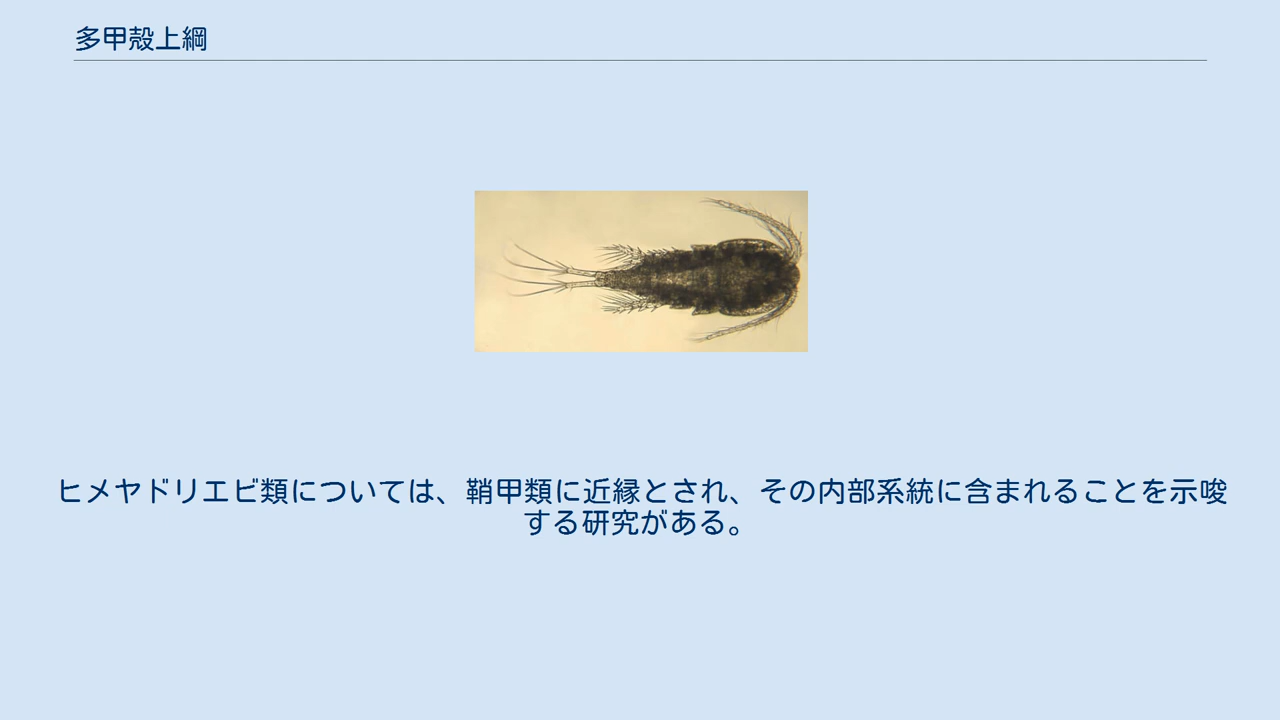 多甲殻上綱
ヒメヤドリエビ類については、鞘甲類に近縁とされ、その内部系統に含まれることを示唆
する研究がある。